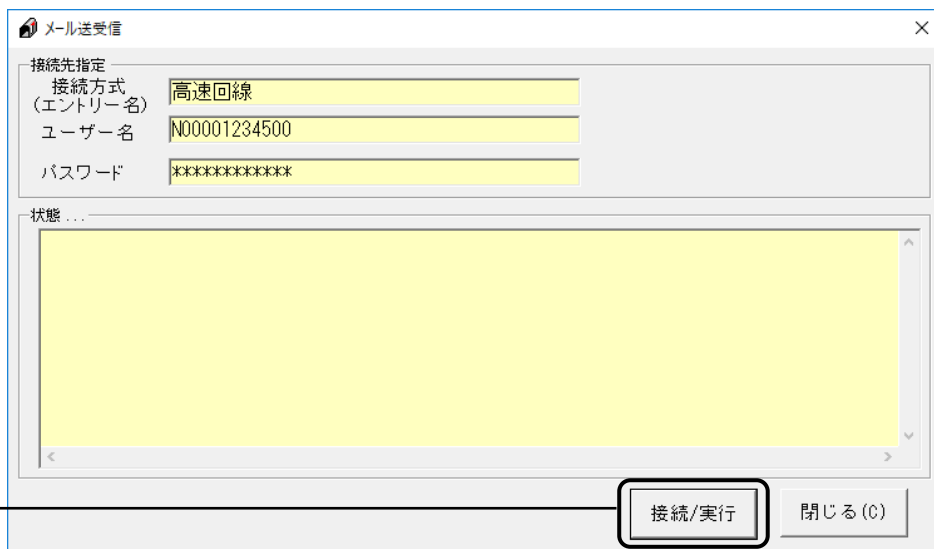 メール送受信
接続先指定
接続方式
(エントリー名)
高速回線
ユーザー名
N00001234500
パスワード
************
状態 ...
接続/実行
閉じる(C)